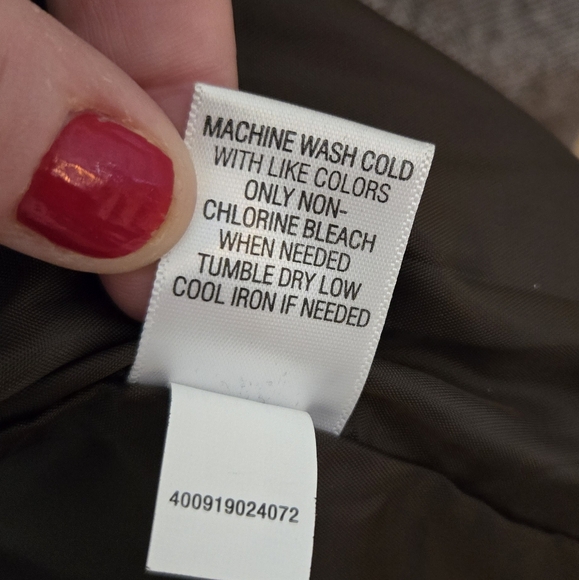 MACHINE WASH COLD
WITH LIKE COLORS
ONLY NON-
CHLORINE BLEACH
WHEN NEEDED
TUMBLE DRY LOW
COOL IRON IF NEEDED
400919024072